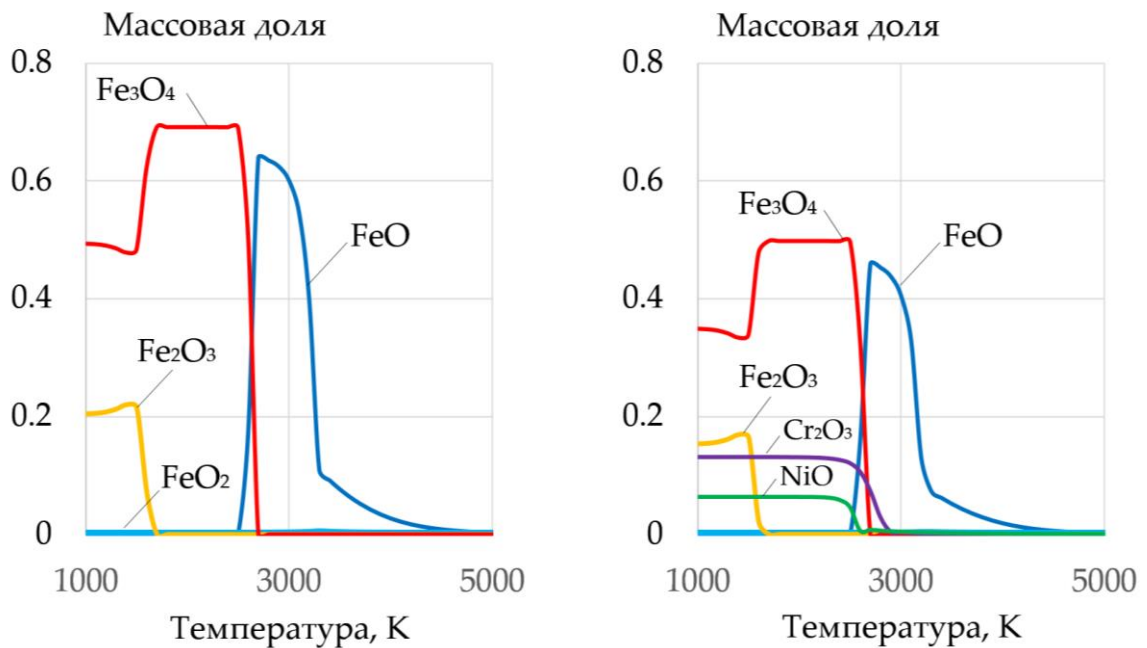 Массовая доля
0.8
0.6
0.4
0.2
0
Fe₃O₄
FeO
Fe₂O₃
FeO₂
1000 3000 5000
Температура, К
Массовая доля
0.8
0.6
0.4
0.2
0
Fe₃O₄
FeO
Fe₂O₃
Cr₂O₃
NiO
1000 3000 5000
Температура, К